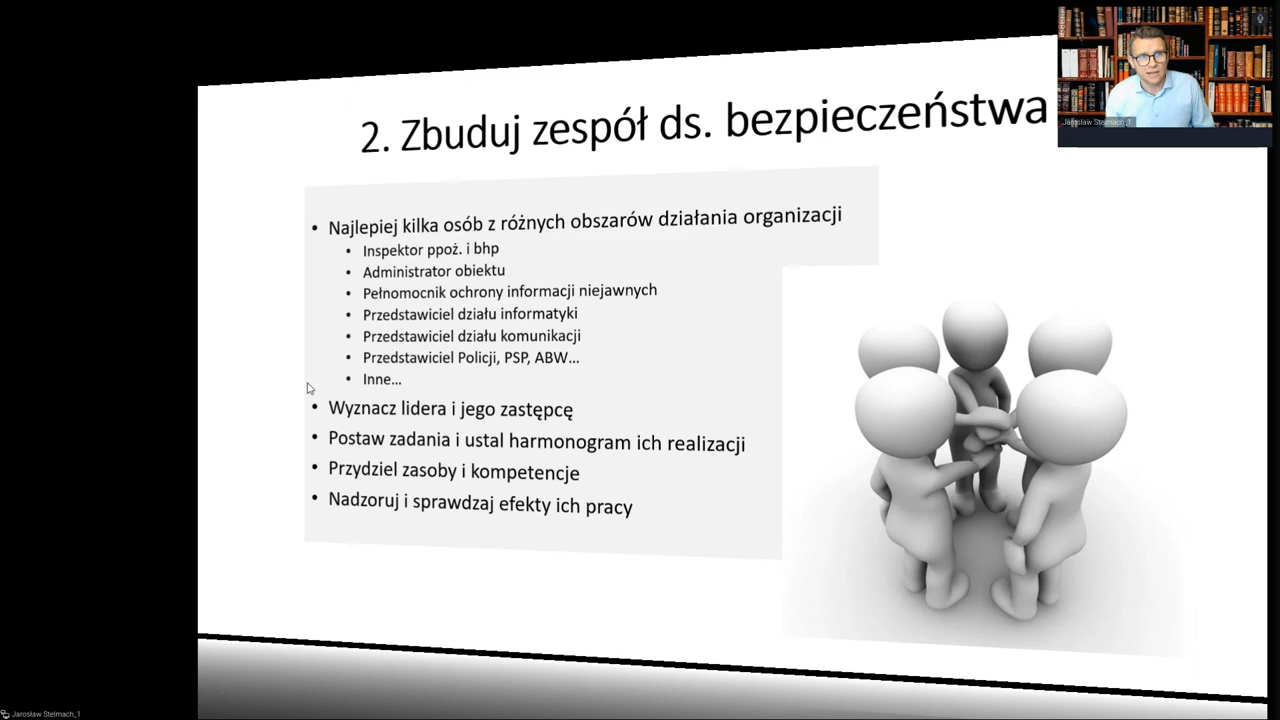 2. Zbuduj zespół ds. bezpieczeństwa
Jarosław Stelmach_1
• Najlepiej kilka osób z różnych obszarów działania organizacji
• Inspektor ppoż. i bhp
• Administrator obiektu
• Pełnomocnik ochrony informacji niejawnych
• Przedstawiciel działu informatyki
• Przedstawiciel działu komunikacji
• Przedstawiciel Policji, PSP, ABW...
• Inne...
• Wyznacz lidera i jego zastępcę
• Postaw zadania i ustal harmonogram ich realizacji
• Przydziel zasoby i kompetencje
• Nadzoruj i sprawdzaj efekty ich pracy
Jarosław Stelmach_1